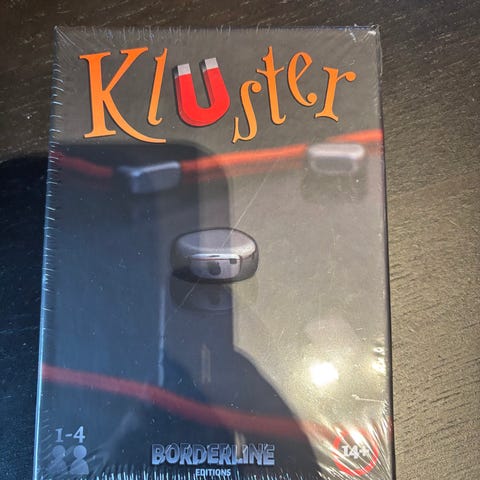 Kluster
1-4
BORDERLINE
EDITIONS
14+